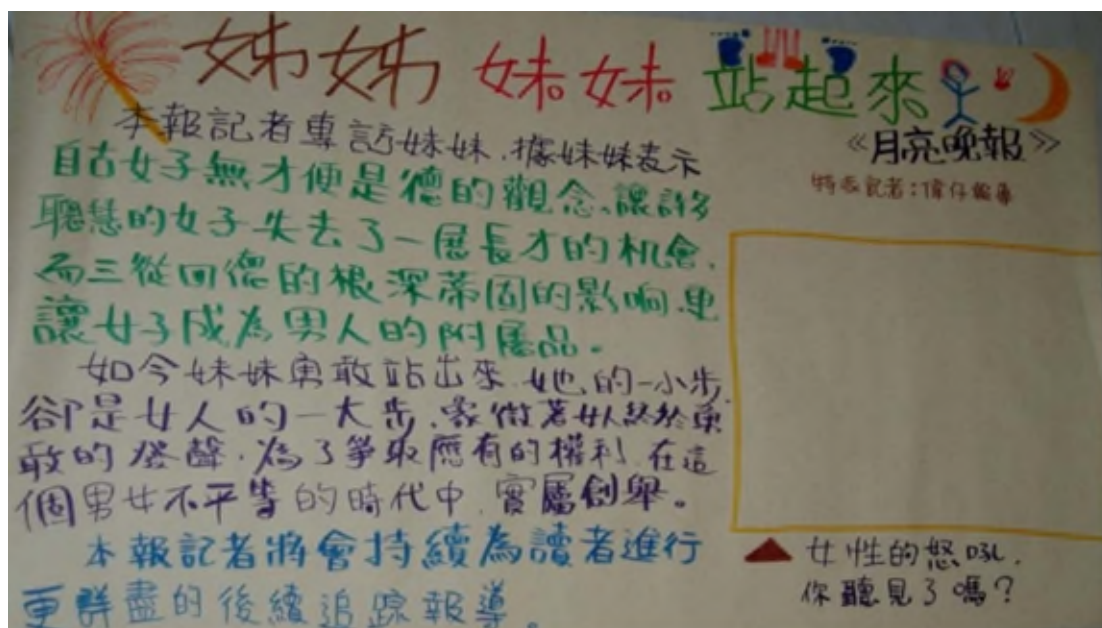 姊姊妹妹站起來
《月亮晚報》
特派記者：偉仔報導
本報記者專訪妹妹，據妹妹表示
自古女子無才便是德的觀念、讓許多
聰慧的女子失去了一展長才的机會，
而三從四德的根深蒂固的影响，更
讓女子成為男人的附屬品。
如今妹妹勇敢站出來，她的一小步，
卻是女人的一大步，象徵著女人終於勇
敢的發聲，為了爭取應有的權利，在這
個男女不平等的時代中，實屬創舉。
本報記者將會持續為讀者進行
更詳盡的後續追踪報導。
▲女性的怒吼，
你聽見了嗎？